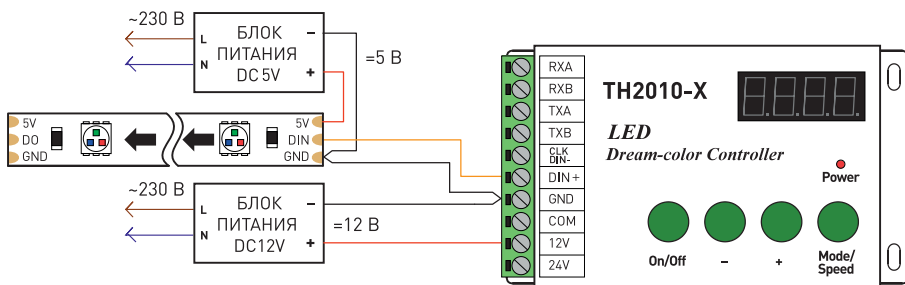 ~230 В
L
N
БЛОК
ПИТАНИЯ
DC 5V
–
+
=5 В
5V
DO
GND
5V
DIN
GND
~230 В
L
N
БЛОК
ПИТАНИЯ
DC12V
–
+
=12 В
RXA
RXB
TXA
TXB
CLK
DIN-
DIN+
GND
COM
12V
24V
TH2010-X
LED
Dream-color Controller
Power
On/Off
–
+
Mode/
Speed